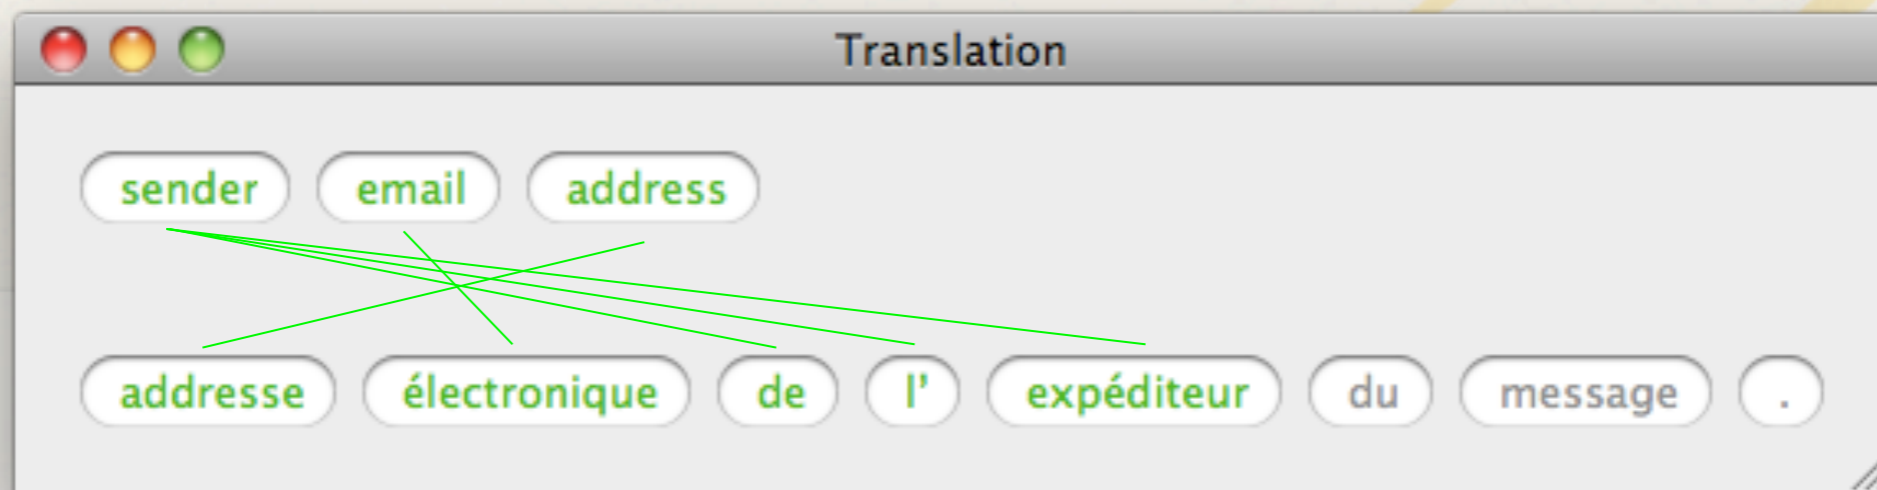 Translation
sender email address
addresse électronique de l’ expéditeur du message .